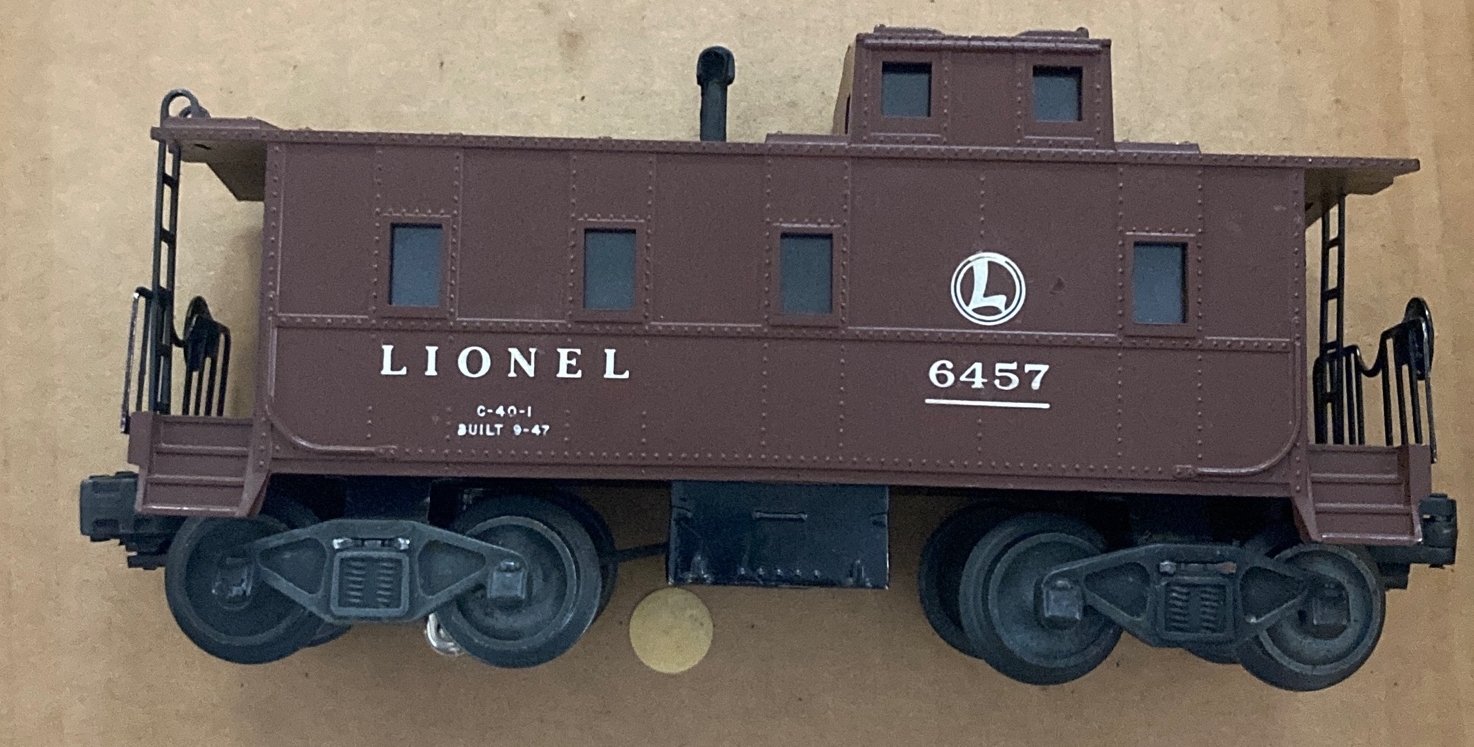 L
LIONEL
6457
C-40-1
BUILT 9-47